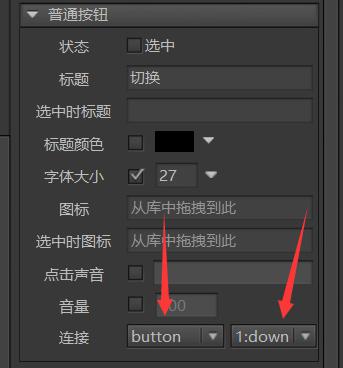 普通按钮
状态 选中
标题 切换
选中时标题
标题颜色
字体大小 27
图标 从库中拖拽到此
选中时图标 从库中拖拽到此
点击声音
音量 100
连接 button 1:down